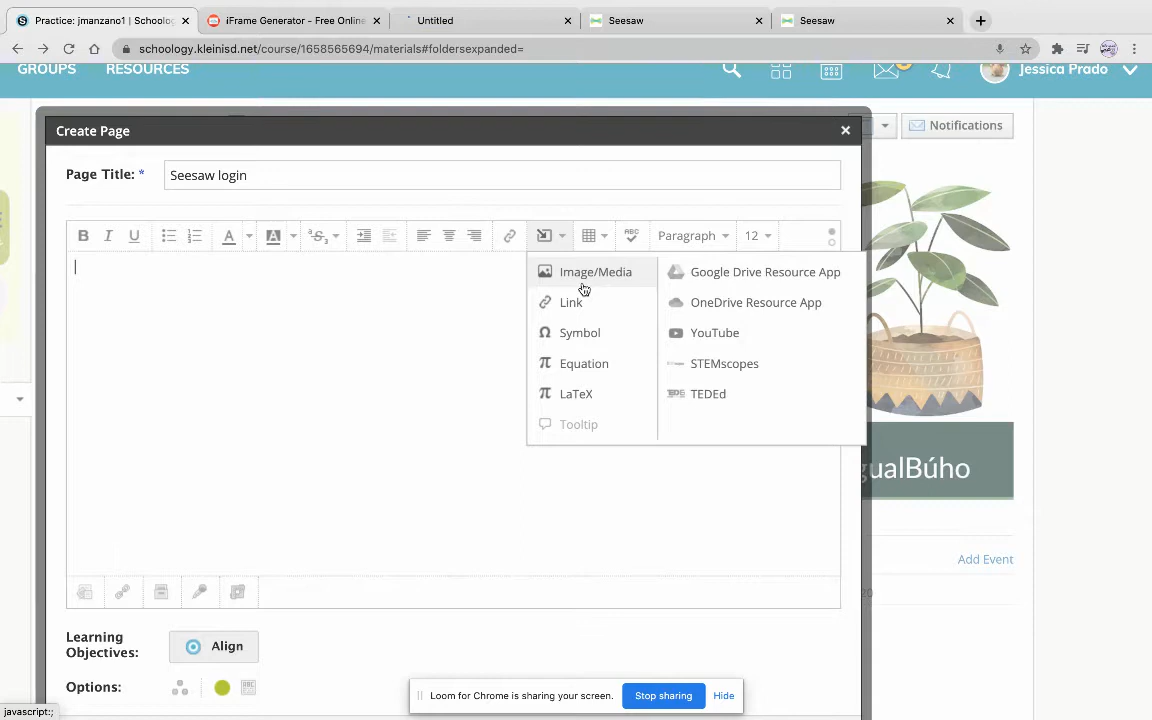 Practice: jmanzano1 | Schoolog
iFrame Generator - Free Online
Untitled
Seesaw
Seesaw
schoology.kleinisd.net/course/1658565694/materials#foldersexpanded=
GROUPS
RESOURCES
Jessica Prado
Create Page
Notifications
Page Title: *
Seesaw login
B I U A A S ABC Paragraph 12
Image/Media
Google Drive Resource App
Link
OneDrive Resource App
Ω Symbol
YouTube
π Equation
STEMscopes
π LaTeX
TEDEd
Tooltip
gualBúho
Add Event
20
Learning
Objectives:
Align
Options:
Loom for Chrome is sharing your screen.
Stop sharing
Hide
javascript:;